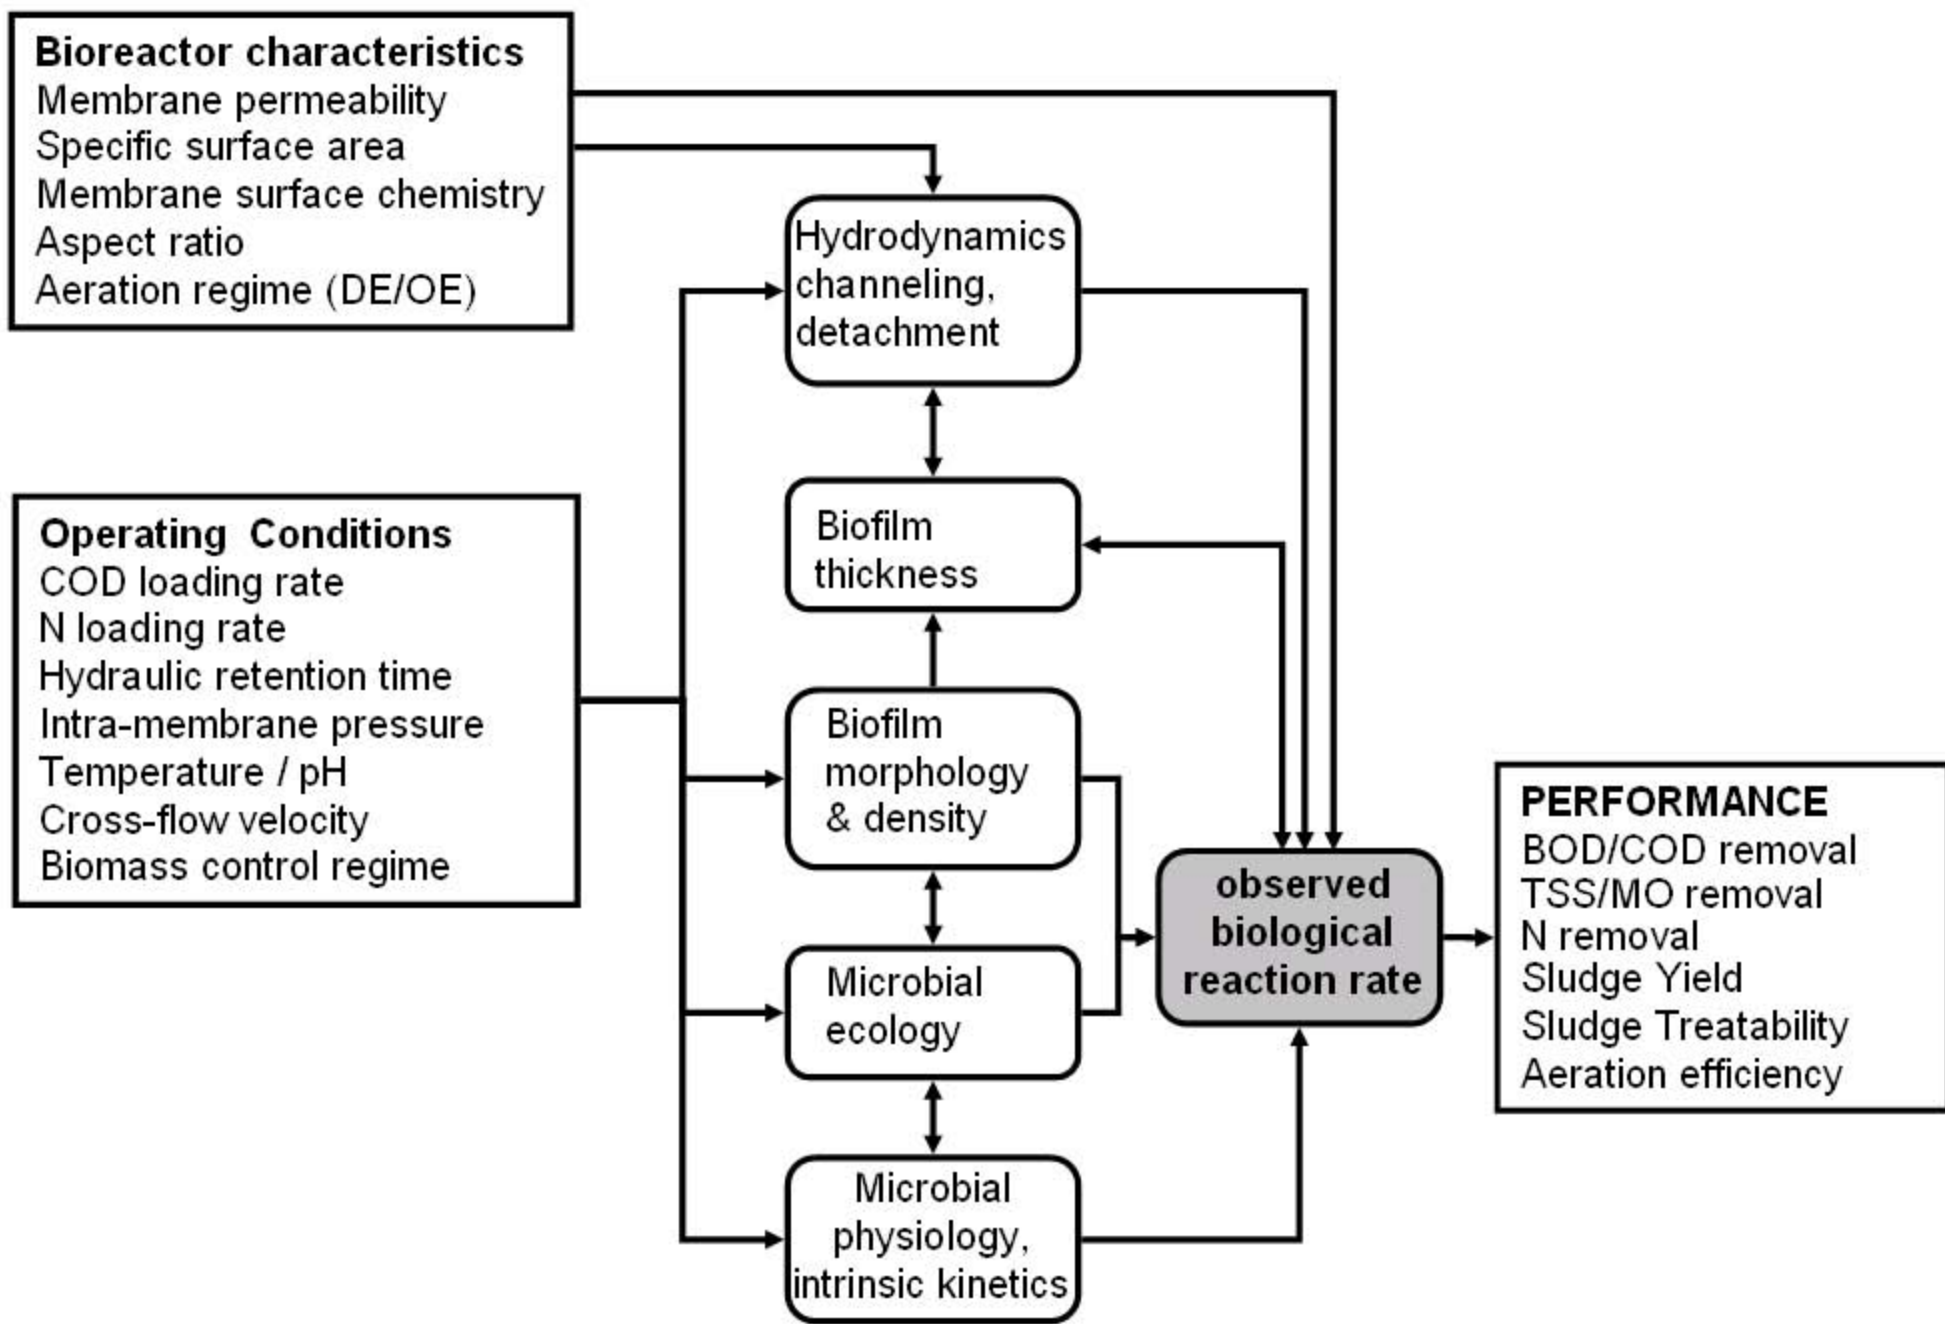 Bioreactor characteristics
Membrane permeability
Specific surface area
Membrane surface chemistry
Aspect ratio
Aeration regime (DE/OE)
Hydrodynamics
channeling,
detachment
Operating Conditions
COD loading rate
N loading rate
Hydraulic retention time
Intra-membrane pressure
Temperature / pH
Cross-flow velocity
Biomass control regime
Biofilm
thickness
Biofilm
morphology
& density
Microbial
ecology
Microbial
physiology,
intrinsic kinetics
observed
biological
reaction rate
PERFORMANCE
BOD/COD removal
TSS/MO removal
N removal
Sludge Yield
Sludge Treatability
Aeration efficiency